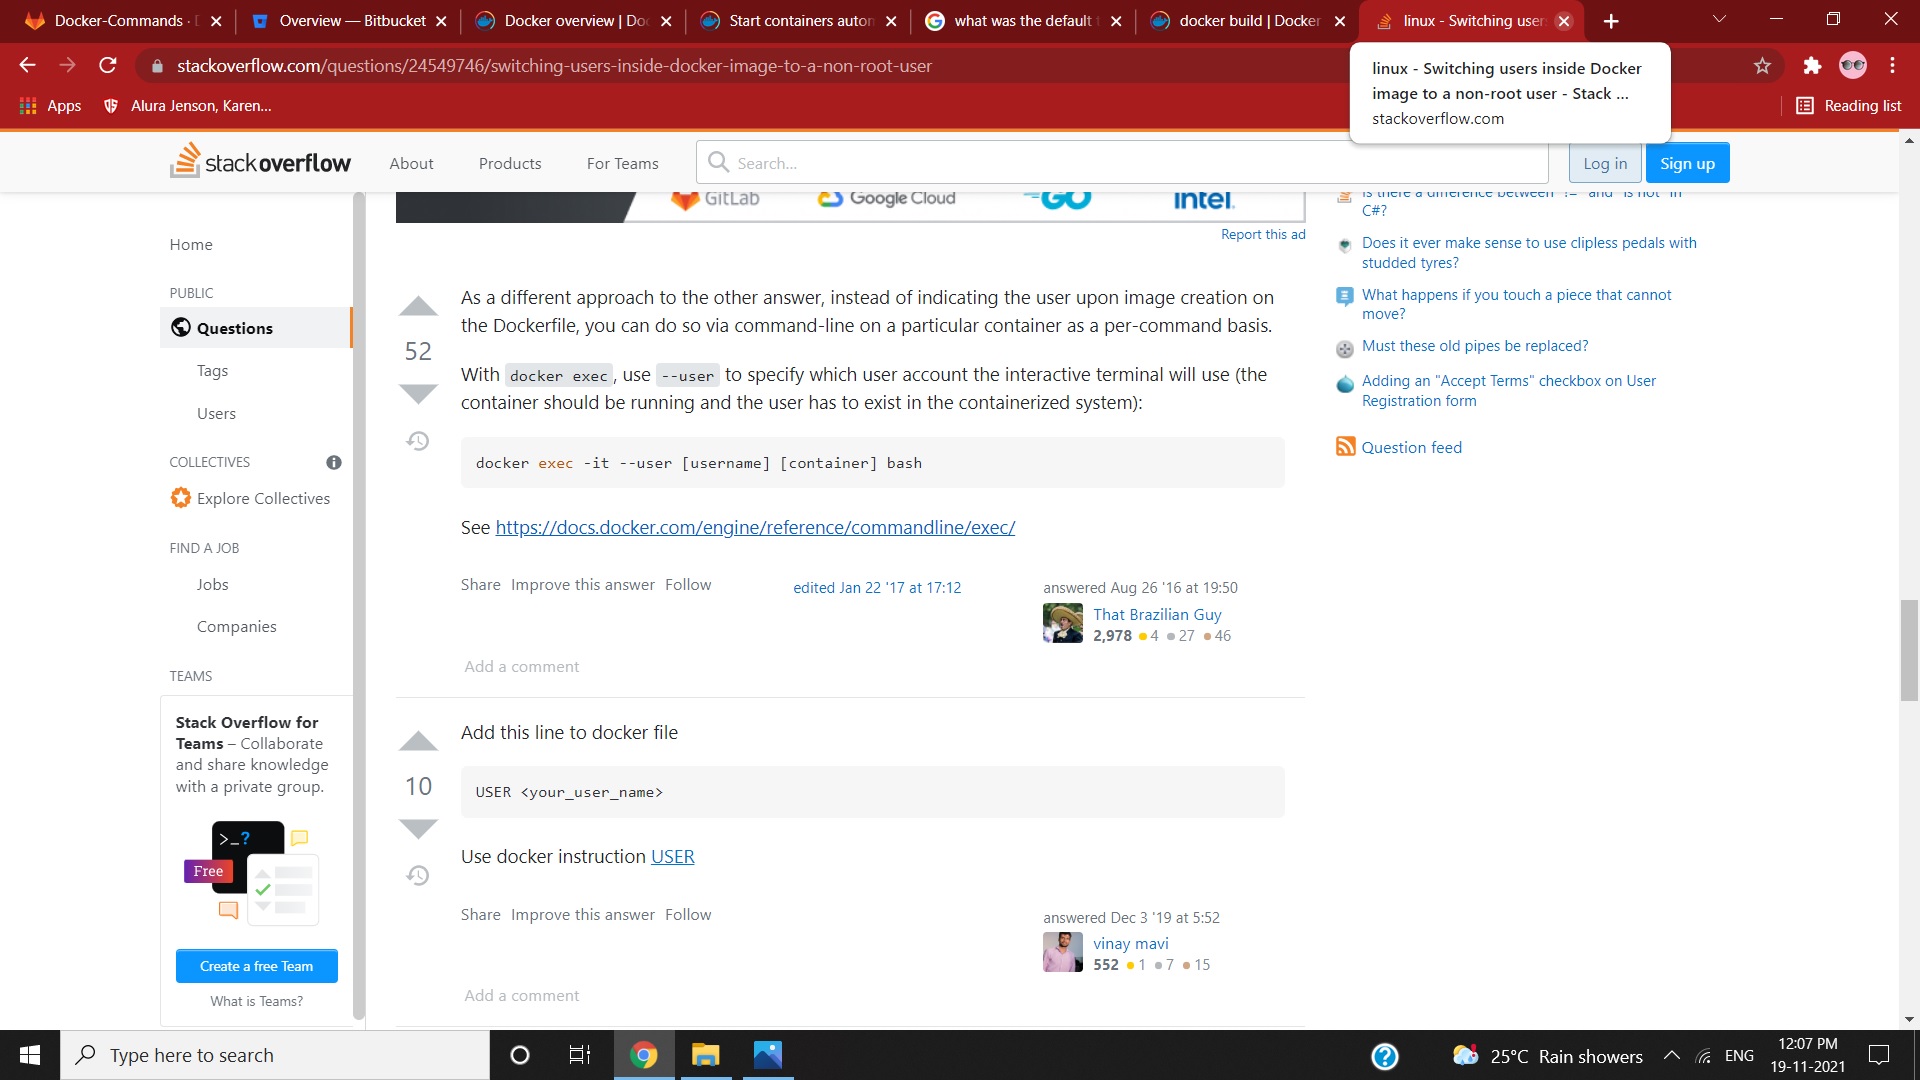 Docker-Commands ·
Overview — Bitbucket
Docker overview | Doc
Start containers auton
what was the default
docker build | Docker
linux - Switching user
stackoverflow.com/questions/24549746/switching-users-inside-docker-image-to-a-non-root-user
linux - Switching users inside Docker
image to a non-root user - Stack ...
stackoverflow.com
Apps
Alura Jenson, Karen...
Reading list
stackoverflow
About
Products
For Teams
Search...
Log in
Sign up
GitLab
Google Cloud
GO
intel.
Report this ad
Home
PUBLIC
Questions
Tags
Users
COLLECTIVES
Explore Collectives
FIND A JOB
Jobs
Companies
TEAMS
Stack Overflow for
Teams – Collaborate
and share knowledge
with a private group.
>_?
Free
Create a free Team
What is Teams?
52
As a different approach to the other answer, instead of indicating the user upon image creation on
the Dockerfile, you can do so via command-line on a particular container as a per-command basis.
With docker exec, use --user to specify which user account the interactive terminal will use (the
container should be running and the user has to exist in the containerized system):
docker exec -it --user [username] [container] bash
See https://docs.docker.com/engine/reference/commandline/exec/
Share Improve this answer Follow
edited Jan 22 '17 at 17:12
answered Aug 26 '16 at 19:50
That Brazilian Guy
2,978 4 27 46
Add a comment
10
Add this line to docker file
USER <your_user_name>
Use docker instruction USER
Share Improve this answer Follow
answered Dec 3 '19 at 5:52
vinay mavi
552 1 7 15
Add a comment
Is there a difference between "!=" and "is not" in
C#?
Does it ever make sense to use clipless pedals with
studded tyres?
What happens if you touch a piece that cannot
move?
Must these old pipes be replaced?
Adding an "Accept Terms" checkbox on User
Registration form
Question feed
Type here to search
25°C Rain showers
ENG
12:07 PM
19-11-2021